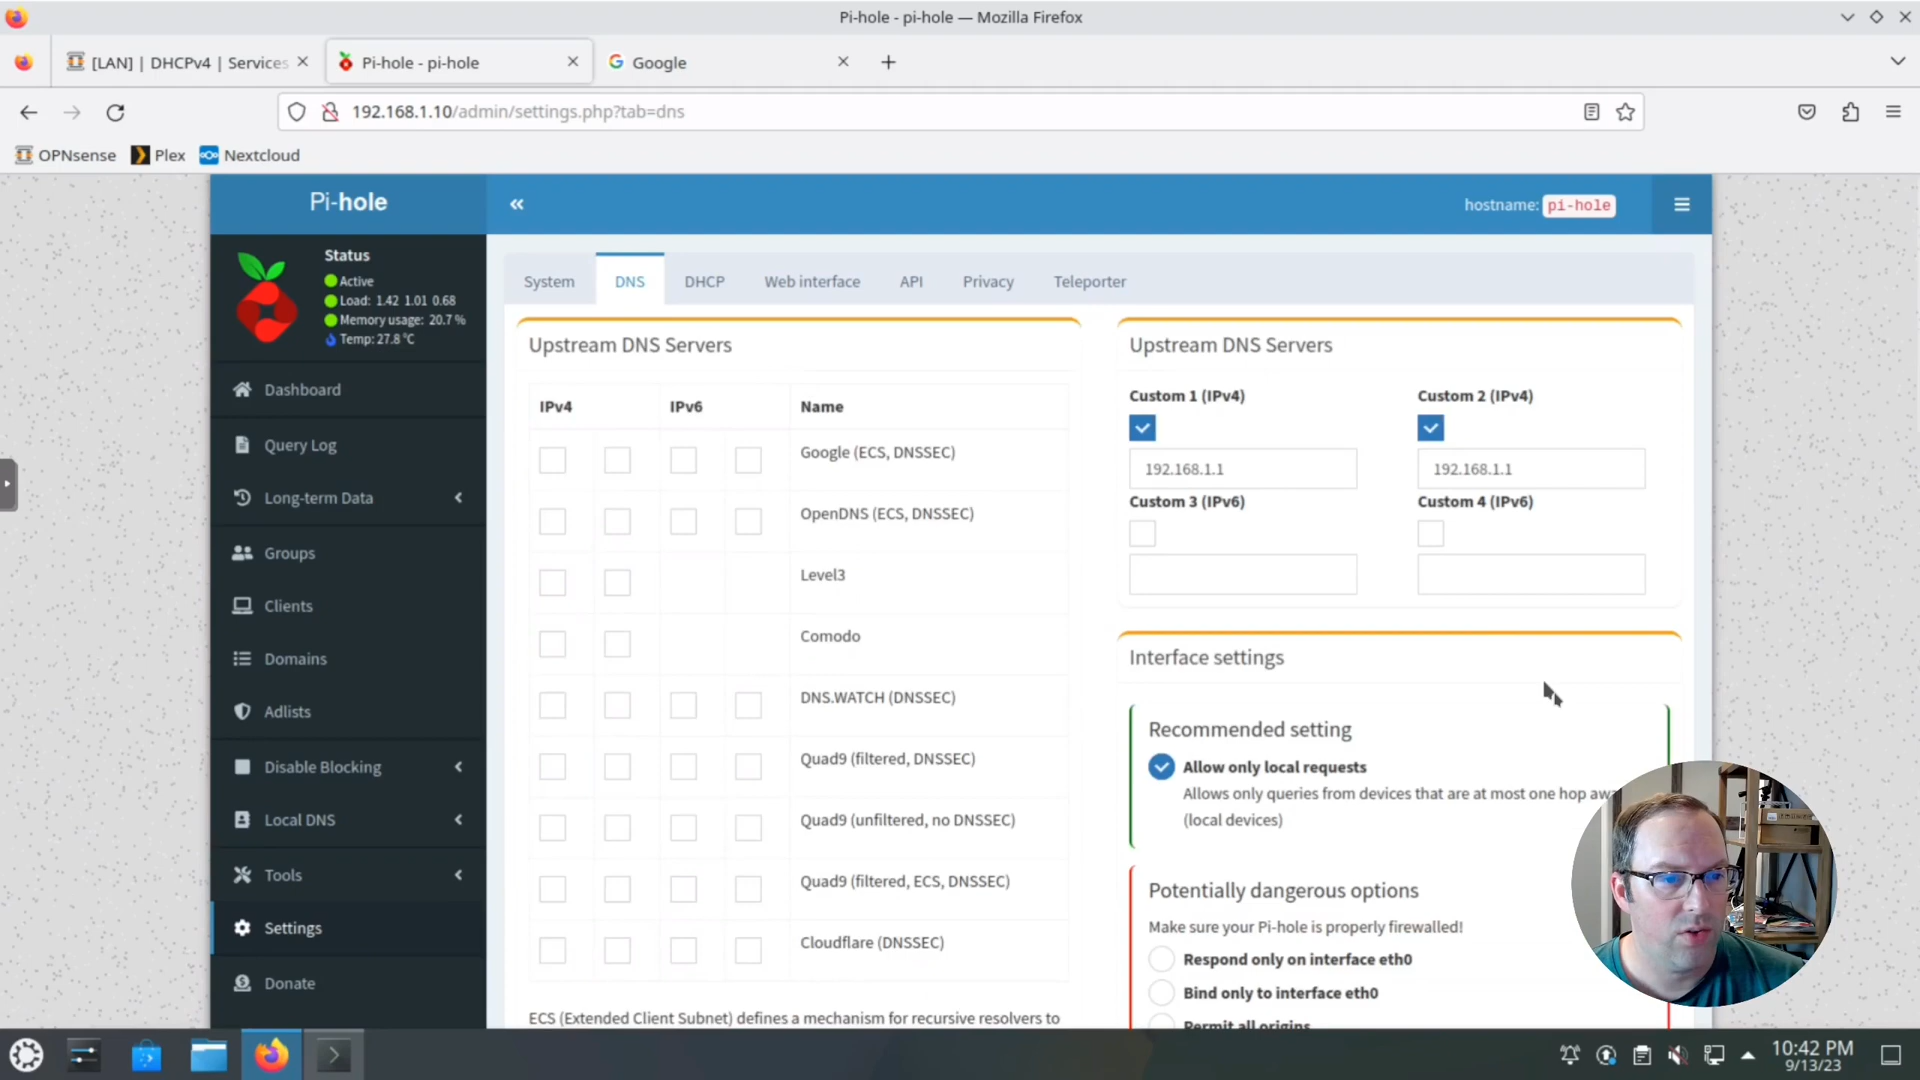 Pi-hole - pi-hole — Mozilla Firefox
[LAN] | DHCPv4 | Services
Pi-hole - pi-hole
Google
192.168.1.10/admin/settings.php?tab=dns
OPNsense
Plex
Nextcloud
Pi-hole
hostname: pi-hole
Status
Active
Load: 1.42 1.01 0.68
Memory usage: 20.7 %
Temp: 27.8 °C
Dashboard
Query Log
Long-term Data
Groups
Clients
Domains
Adlists
Disable Blocking
Local DNS
Tools
Settings
Donate
System
DNS
DHCP
Web interface
API
Privacy
Teleporter
Upstream DNS Servers
IPv4 IPv6 Name
Google (ECS, DNSSEC)
OpenDNS (ECS, DNSSEC)
Level3
Comodo
DNS.WATCH (DNSSEC)
Quad9 (filtered, DNSSEC)
Quad9 (unfiltered, no DNSSEC)
Quad9 (filtered, ECS, DNSSEC)
Cloudflare (DNSSEC)
ECS (Extended Client Subnet) defines a mechanism for recursive resolvers to
Upstream DNS Servers
Custom 1 (IPv4)
192.168.1.1
Custom 2 (IPv4)
192.168.1.1
Custom 3 (IPv6)
Custom 4 (IPv6)
Interface settings
Recommended setting
Allow only local requests
Allows only queries from devices that are at most one hop
(local devices)
Potentially dangerous options
Make sure your Pi-hole is properly firewalled!
Respond only on interface eth0
Bind only to interface eth0
Permit all origins
10:42 PM
9/13/23